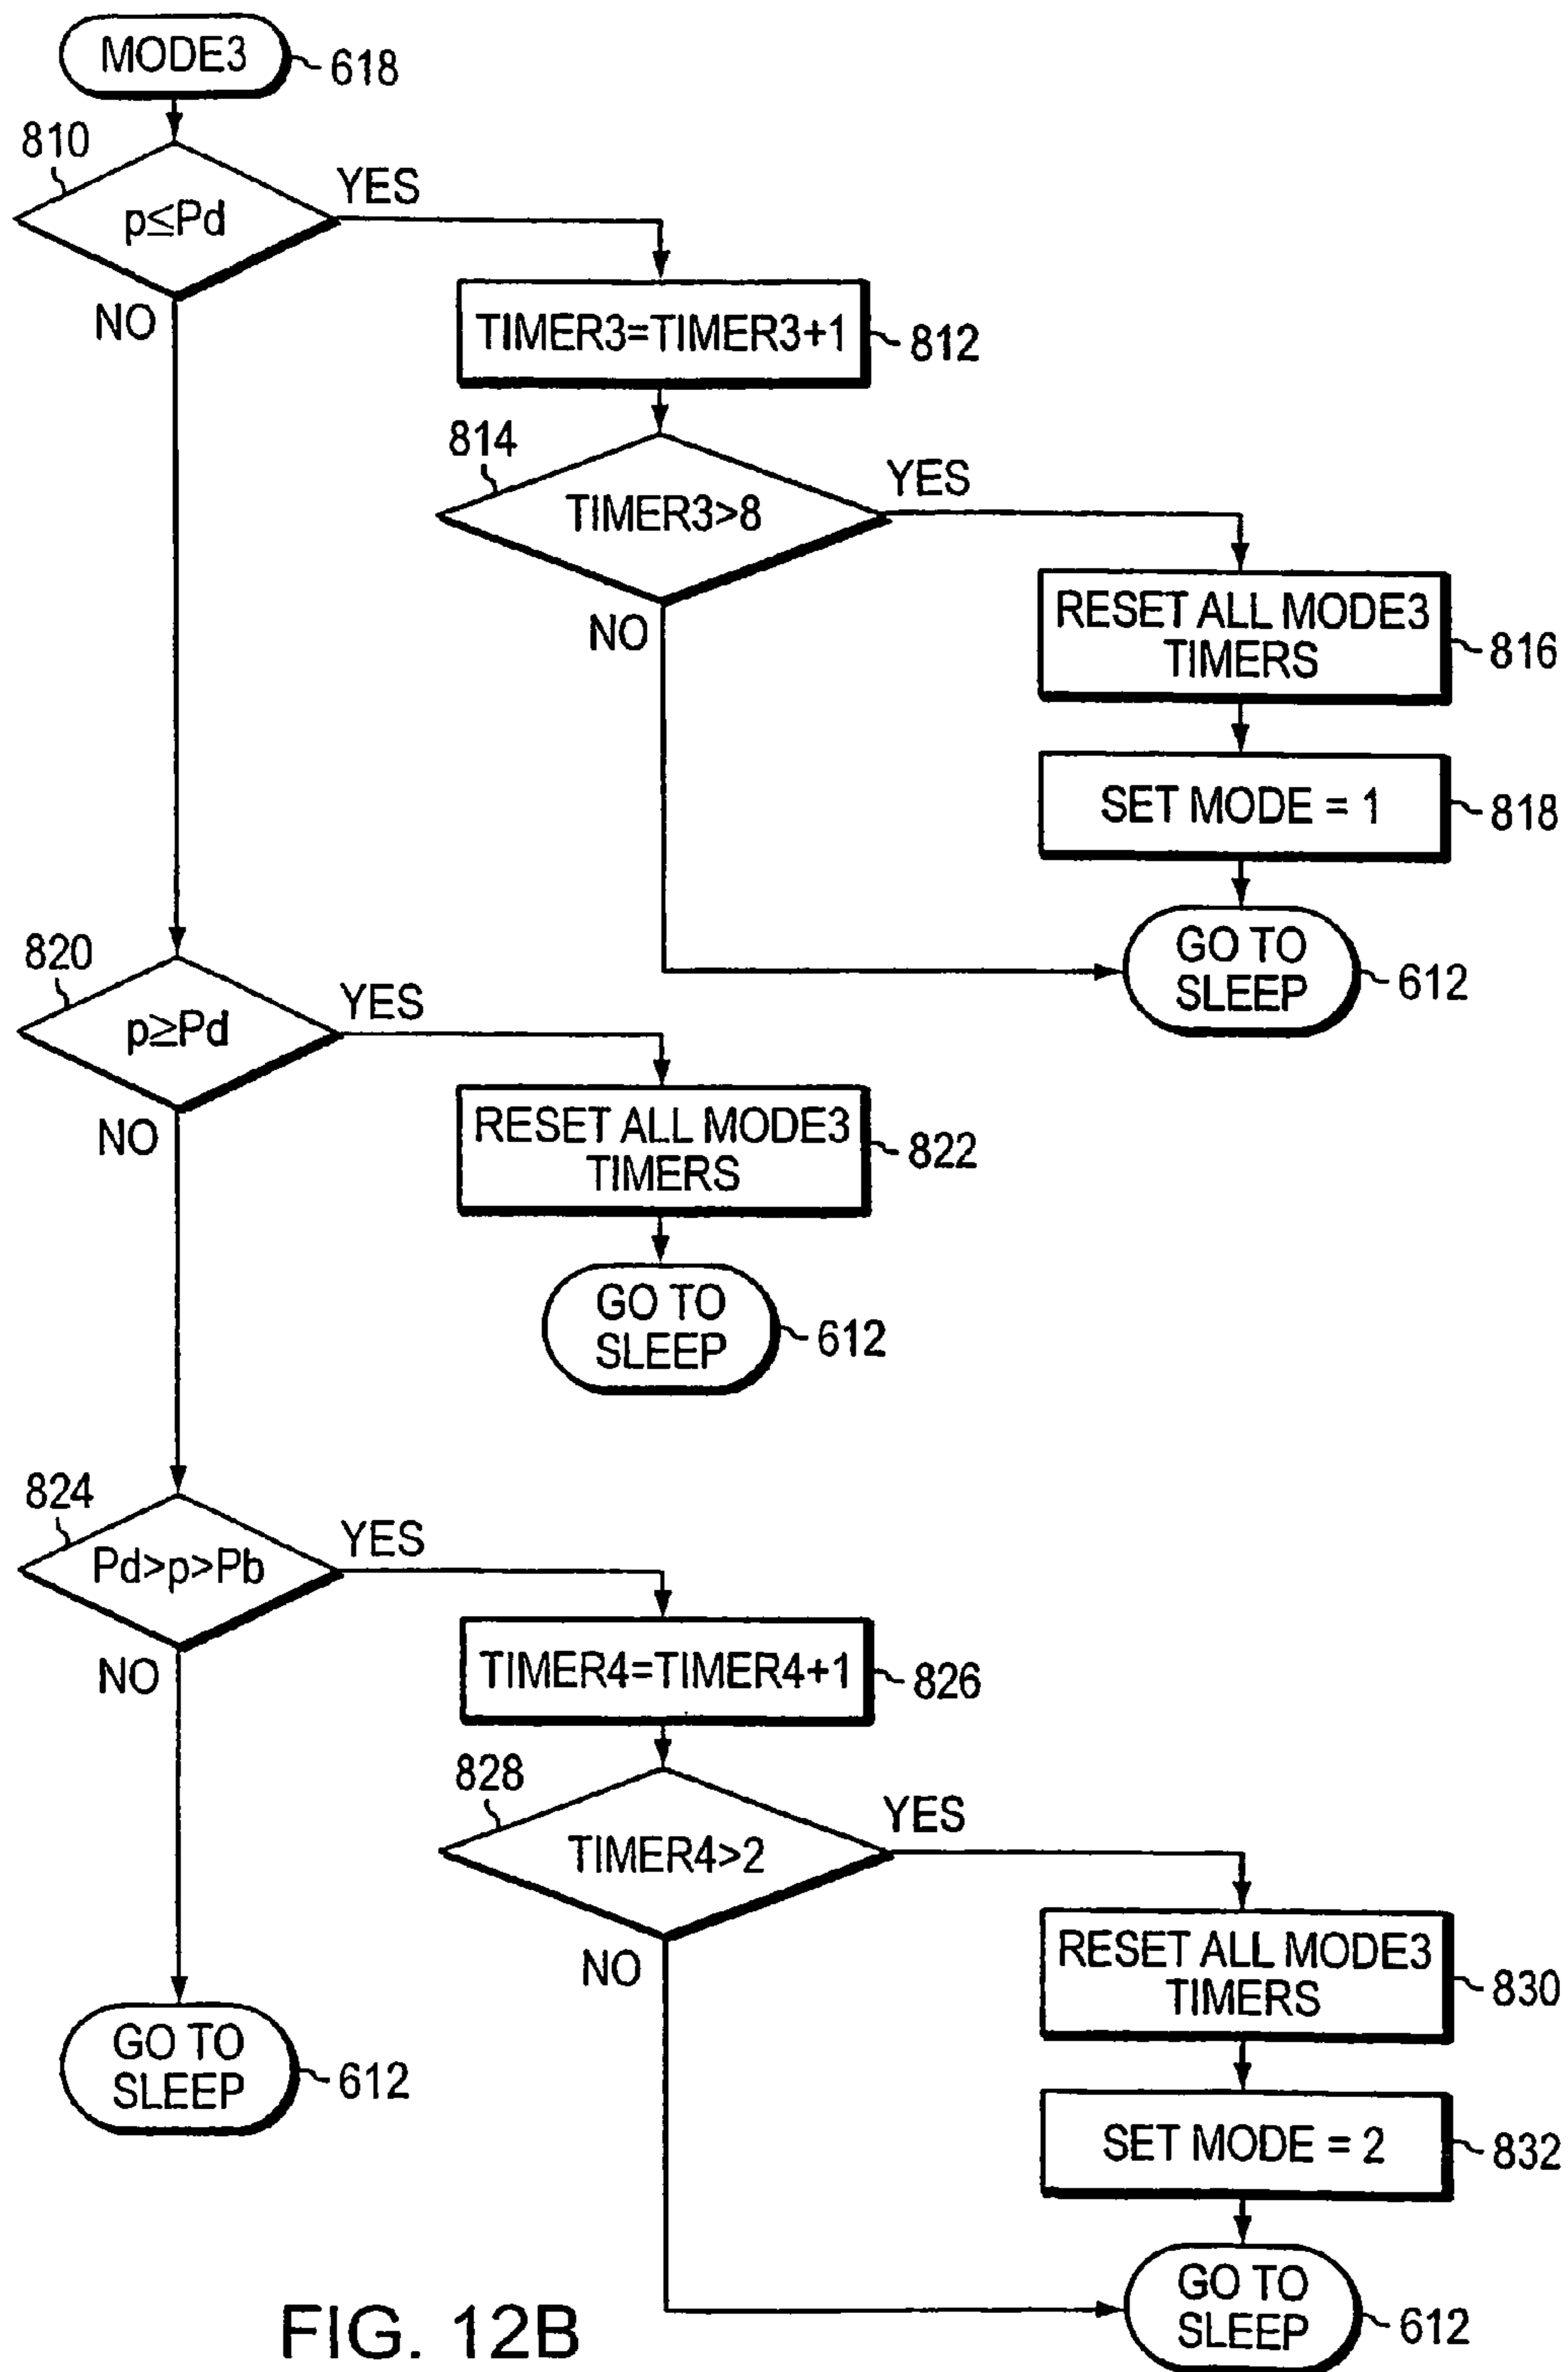 MODE3
618
810
p≤Pd
YES
NO
TIMER3=TIMER3+1
812
814
TIMER3>8
YES
NO
RESET ALL MODE3
TIMERS
816
SET MODE = 1
818
GO TO
SLEEP
612
820
p≥Pd
YES
NO
RESET ALL MODE3
TIMERS
822
GO TO
SLEEP
612
824
Pd>p>Pb
YES
NO
TIMER4=TIMER4+1
826
828
TIMER4>2
YES
NO
RESET ALL MODE3
TIMERS
830
SET MODE = 2
832
GO TO
SLEEP
612
GO TO
SLEEP
612
FIG. 12B